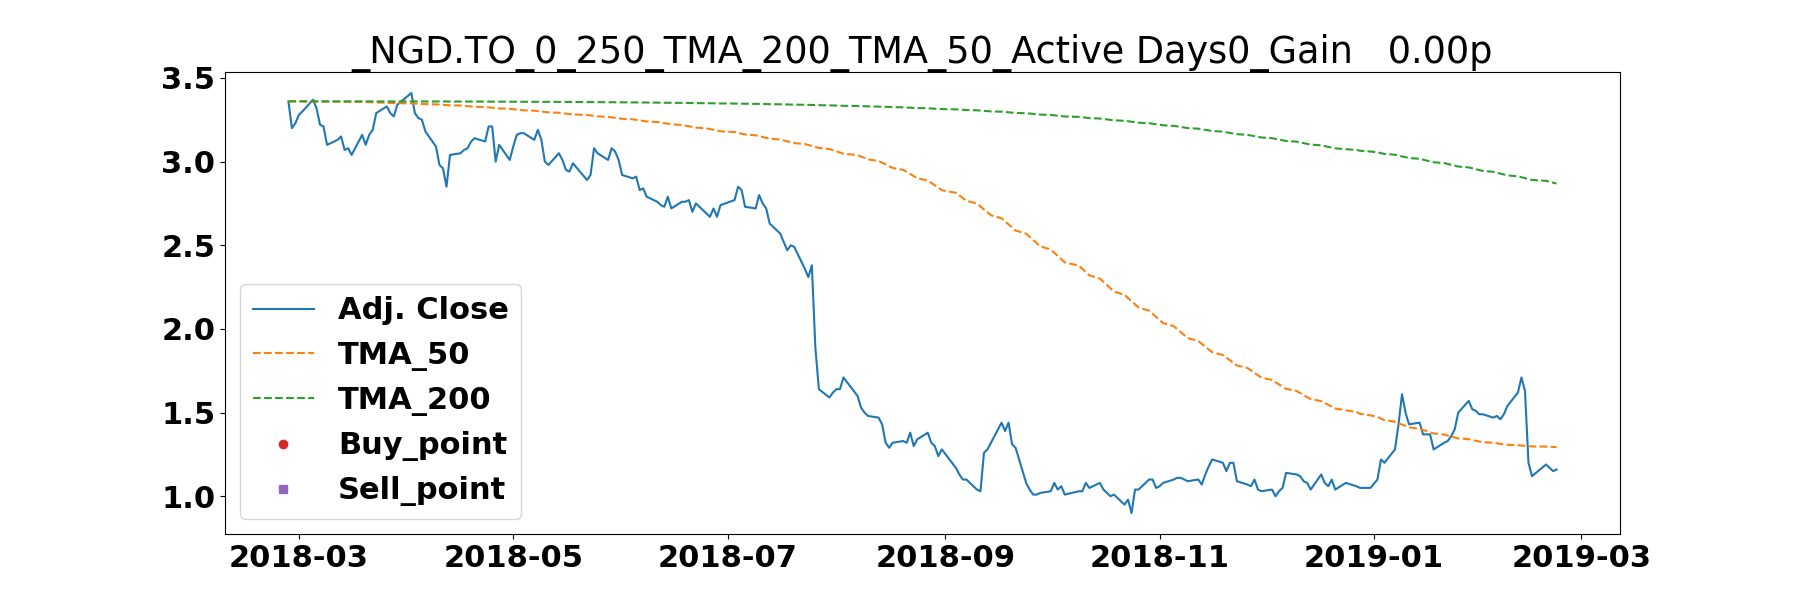 _NGD.TO_0_250_TMA_200_TMA_50_Active Days0_Gain   0.00p
3.5
3.0
2.5
2.0
1.5
1.0
Adj. Close
TMA_50
TMA_200
Buy_point
Sell_point
2018-03 2018-05 2018-07 2018-09 2018-11 2019-01 2019-03